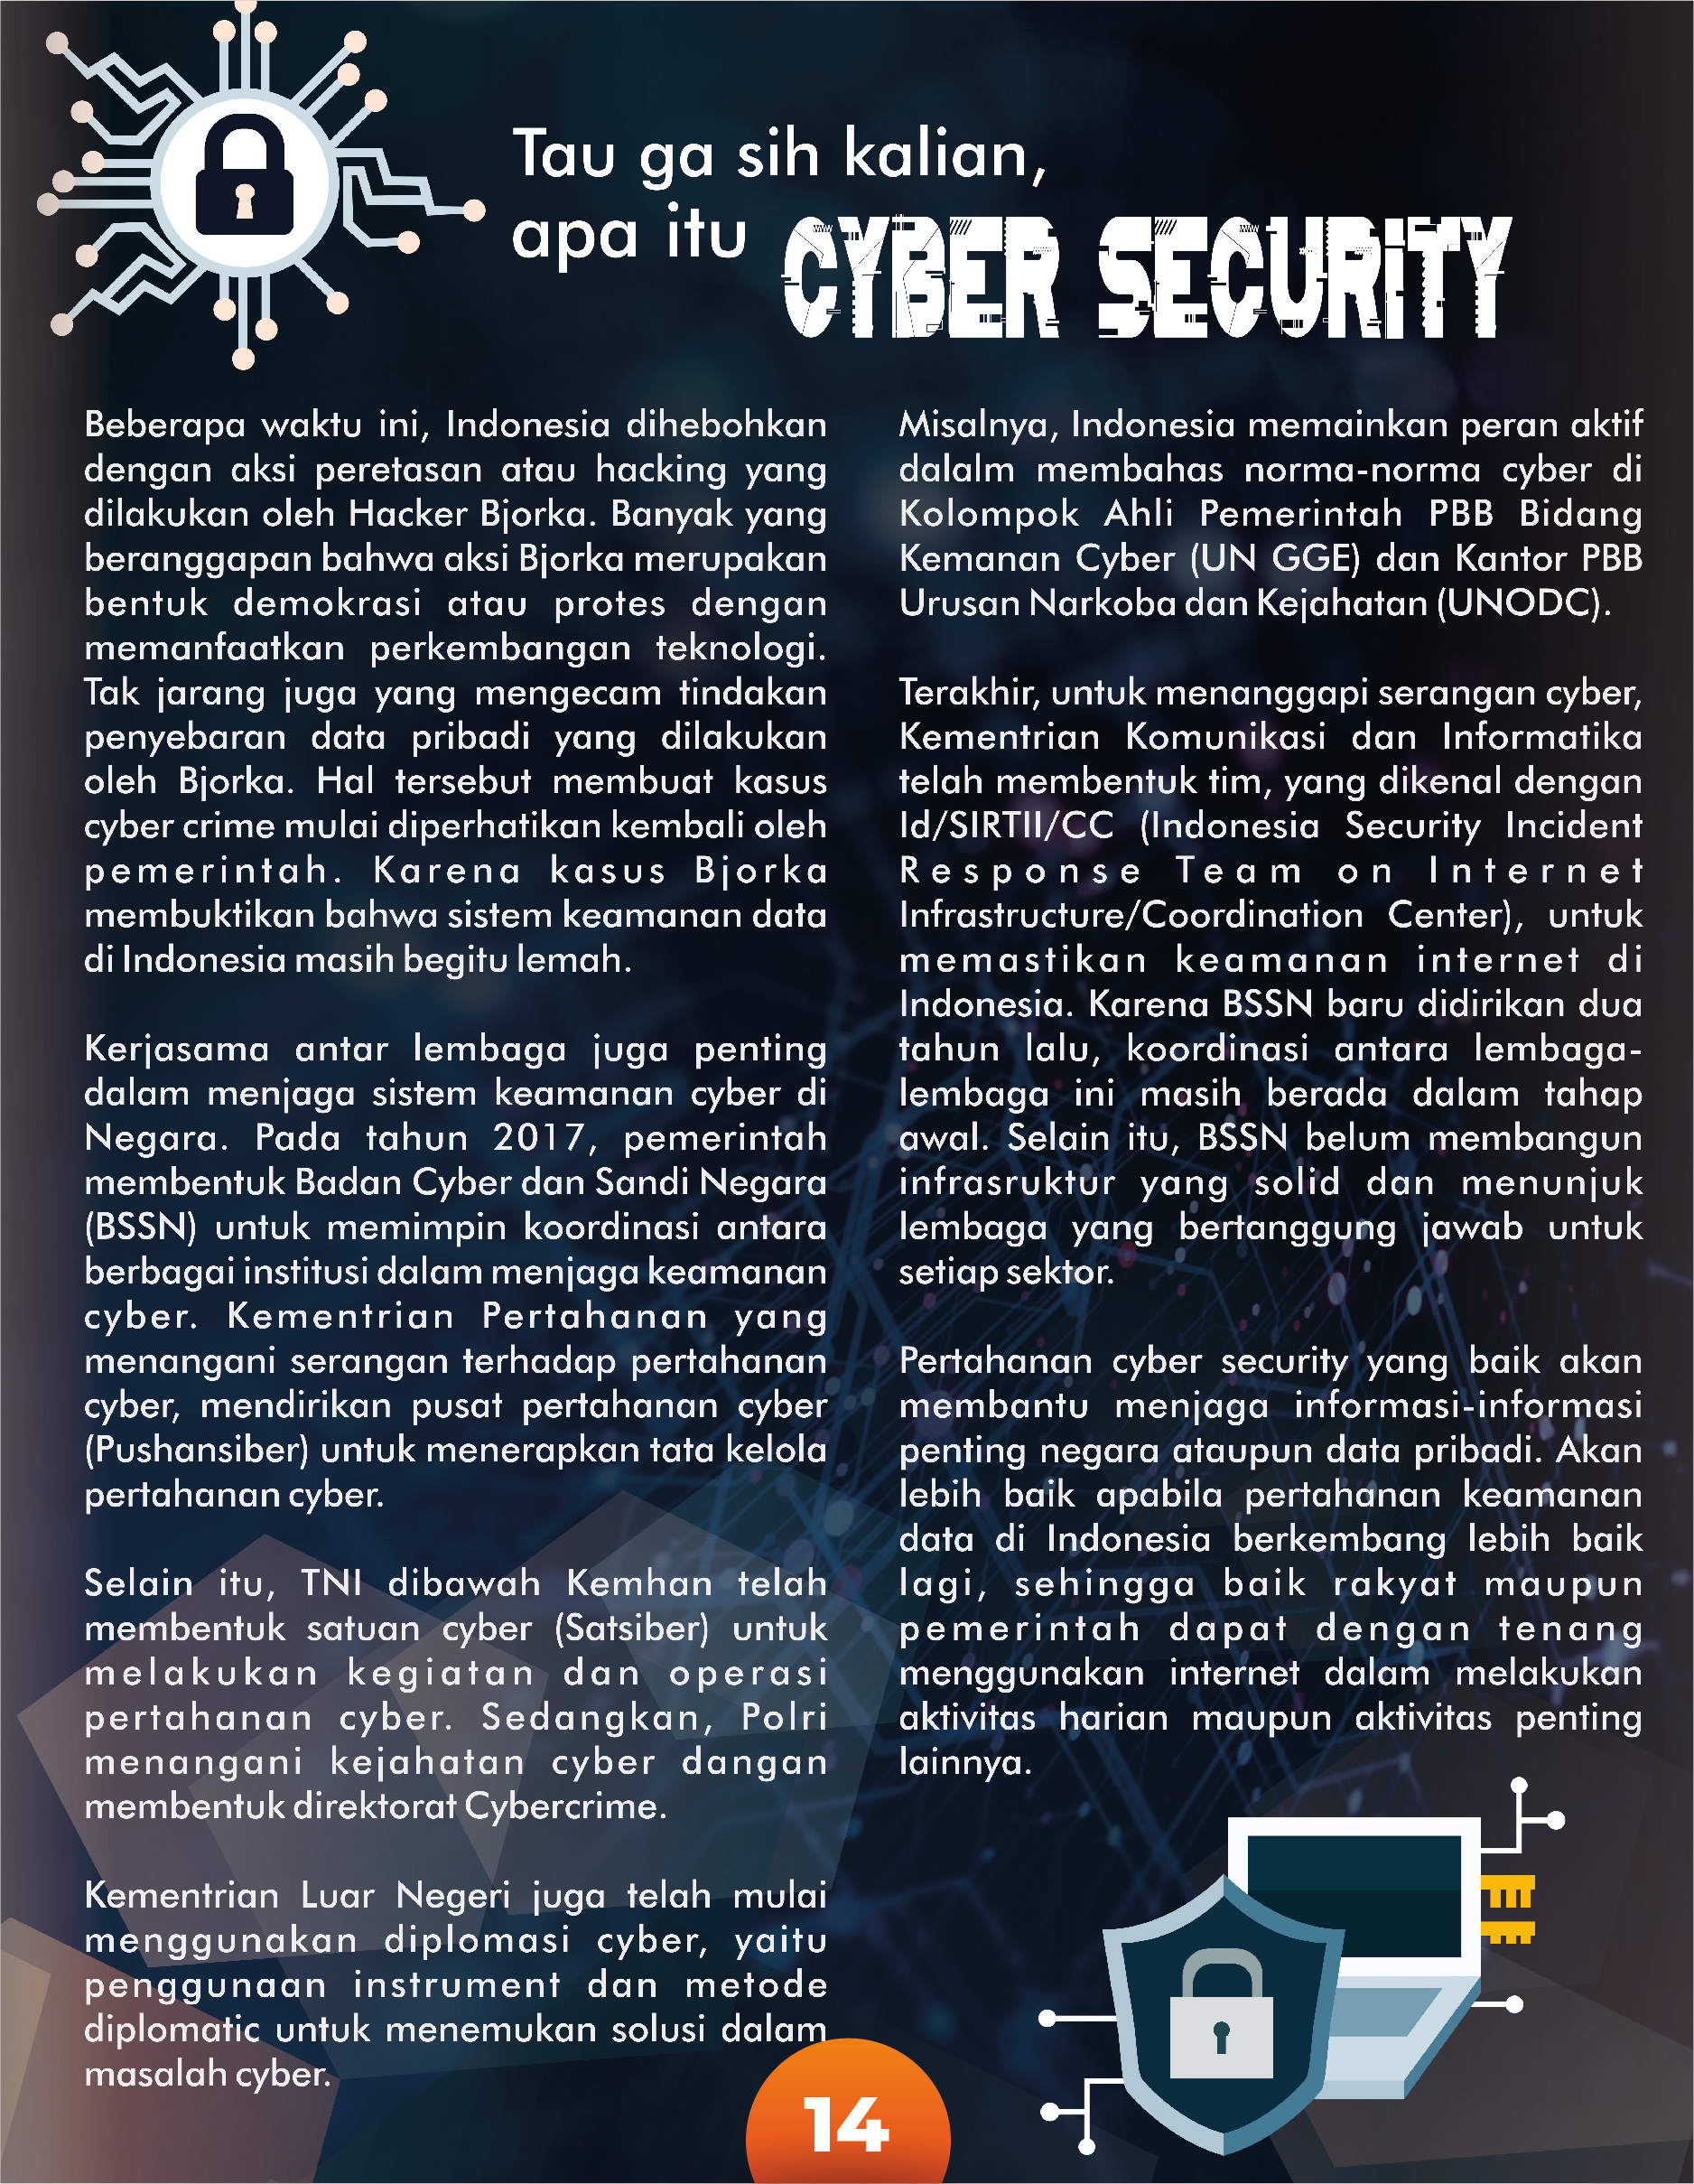 Tau ga sih kalian,
apa itu CYBER SECURiTY
Beberapa waktu ini, Indonesia dihebohkan
dengan aksi peretasan atau hacking yang
dilakukan oleh Hacker Bjorka. Banyak yang
beranggapan bahwa aksi Bjorka merupakan
bentuk demokrasi atau protes dengan
memanfaatkan perkembangan teknologi.
Tak jarang juga yang mengecam tindakan
penyebaran data pribadi yang dilakukan
oleh Bjorka. Hal tersebut membuat kasus
cyber crime mulai diperhatikan kembali oleh
pemerintah. Karena kasus Bjorka
membuktikan bahwa sistem keamanan data
di Indonesia masih begitu lemah.
Kerjasama antar lembaga juga penting
dalam menjaga sistem keamanan cyber di
Negara. Pada tahun 2017, pemerintah
membentuk Badan Cyber dan Sandi Negara
(BSSN) untuk memimpin koordinasi antara
berbagai institusi dalam menjaga keamanan
cyber. Kementrian Pertahanan yang
menangani serangan terhadap pertahanan
cyber, mendirikan pusat pertahanan cyber
(Pushansiber) untuk menerapkan tata kelola
pertahanan cyber.
Selain itu, TNI dibawah Kemhan telah
membentuk satuan cyber (Satsiber) untuk
melakukan kegiatan dan operasi
pertahanan cyber. Sedangkan, Polri
menangani kejahatan cyber dangan
membentuk direktorat Cybercrime.
Kementrian Luar Negeri juga telah mulai
menggunakan diplomasi cyber, yaitu
penggunaan instrument dan metode
diplomatic untuk menemukan solusi dalam
masalah cyber.
Misalnya, Indonesia memainkan peran aktif
dalalm membahas norma-norma cyber di
Kolompok Ahli Pemerintah PBB Bidang
Kemanan Cyber (UN GGE) dan Kantor PBB
Urusan Narkoba dan Kejahatan (UNODC).
Terakhir, untuk menanggapi serangan cyber,
Kementrian Komunikasi dan Informatika
telah membentuk tim, yang dikenal dengan
Id/SIRTII/CC (Indonesia Security Incident
Response Team on Internet
Infrastructure/Coordination Center), untuk
memastikan keamanan internet di
Indonesia. Karena BSSN baru didirikan dua
tahun lalu, koordinasi antara lembaga-
lembaga ini masih berada dalam tahap
awal. Selain itu, BSSN belum membangun
infrasruktur yang solid dan menunjuk
lembaga yang bertanggung jawab untuk
setiap sektor.
Pertahanan cyber security yang baik akan
membantu menjaga informasi-informasi
penting negara ataupun data pribadi. Akan
lebih baik apabila pertahanan keamanan
data di Indonesia berkembang lebih baik
lagi, sehingga baik rakyat maupun
pemerintah dapat dengan tenang
menggunakan internet dalam melakukan
aktivitas harian maupun aktivitas penting
lainnya.
14